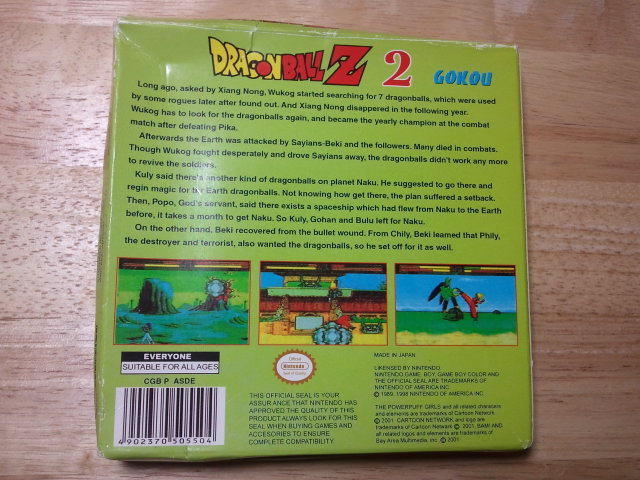 DRAGONBALL Z 2 GOKOU
Long ago, asked by Xiang Nong, Wukog started searching for 7 dragonballs, which were used
by some rogues later after found out. And Xiang Nong disappeared in the following year.
Wukog has to look for the dragonballs again, and became the yearly champion at the combat
match after defeating Pika.
Afterwards the Earth was attacked by Sayians-Beki and the followers. Many died in combats.
Though Wukog fought desperately and drove Sayians away, the dragonballs didn't work any more
to revive the soldjers.
Kuly said there's another kind of dragonballs on planet Naku. He suggested to go there and
regin magic for the Earth dragonballs. Not knowing how get there, the plan suffered a setback.
Then, Popo, God's servant, said there exists a spaceship which had flew from Naku to the Earth
before, it takes a month to get Naku. So Kuly, Gohan and Bulu left for Naku.
On the other hand, Beki recovered from the bullet wound. From Chily, Beki learned that Phily,
the destroyer and terrorist, also wanted the dragonballs, so he set off for it as well.
EVERYONE
SUITABLE FOR ALL AGES
CGB P ASDE
4902370505504
Official
Nintendo
Seal of Quality
THIS OFFICIAL SEAL IS YOUR
ASSURANCE THAT NINTENDO HAS
APPROVED THE QUALITY OF THIS
PRODUCT ALWAYS LOOK FOR THIS
SEAL WHEN BUYING GAMES AND
ACCESORIES TO ENSURE
COMPLETE COMPATIBILITY.
MADE IN JAPAN
LICENSED BY NINTENDO
NINTENDO GAME BOY, GAME BOY COLOR AND
THE OFFICIAL SEAL ARE TRADEMARKS OF
NINTENDO OF AMERICA INC
© 1989, 1998 NINTENDO OF AMERICA INC.
THE POWERPUFF GIRLS and all related characters
and elements are trademarks of Cartoon Network
© 2001 CARTOON NETWORK and logo
are trademarks of Cartoon Network © 2001, BAMI AND
all related logos and elements are trademarks of
Bay Area Multimedia, inc © 2001